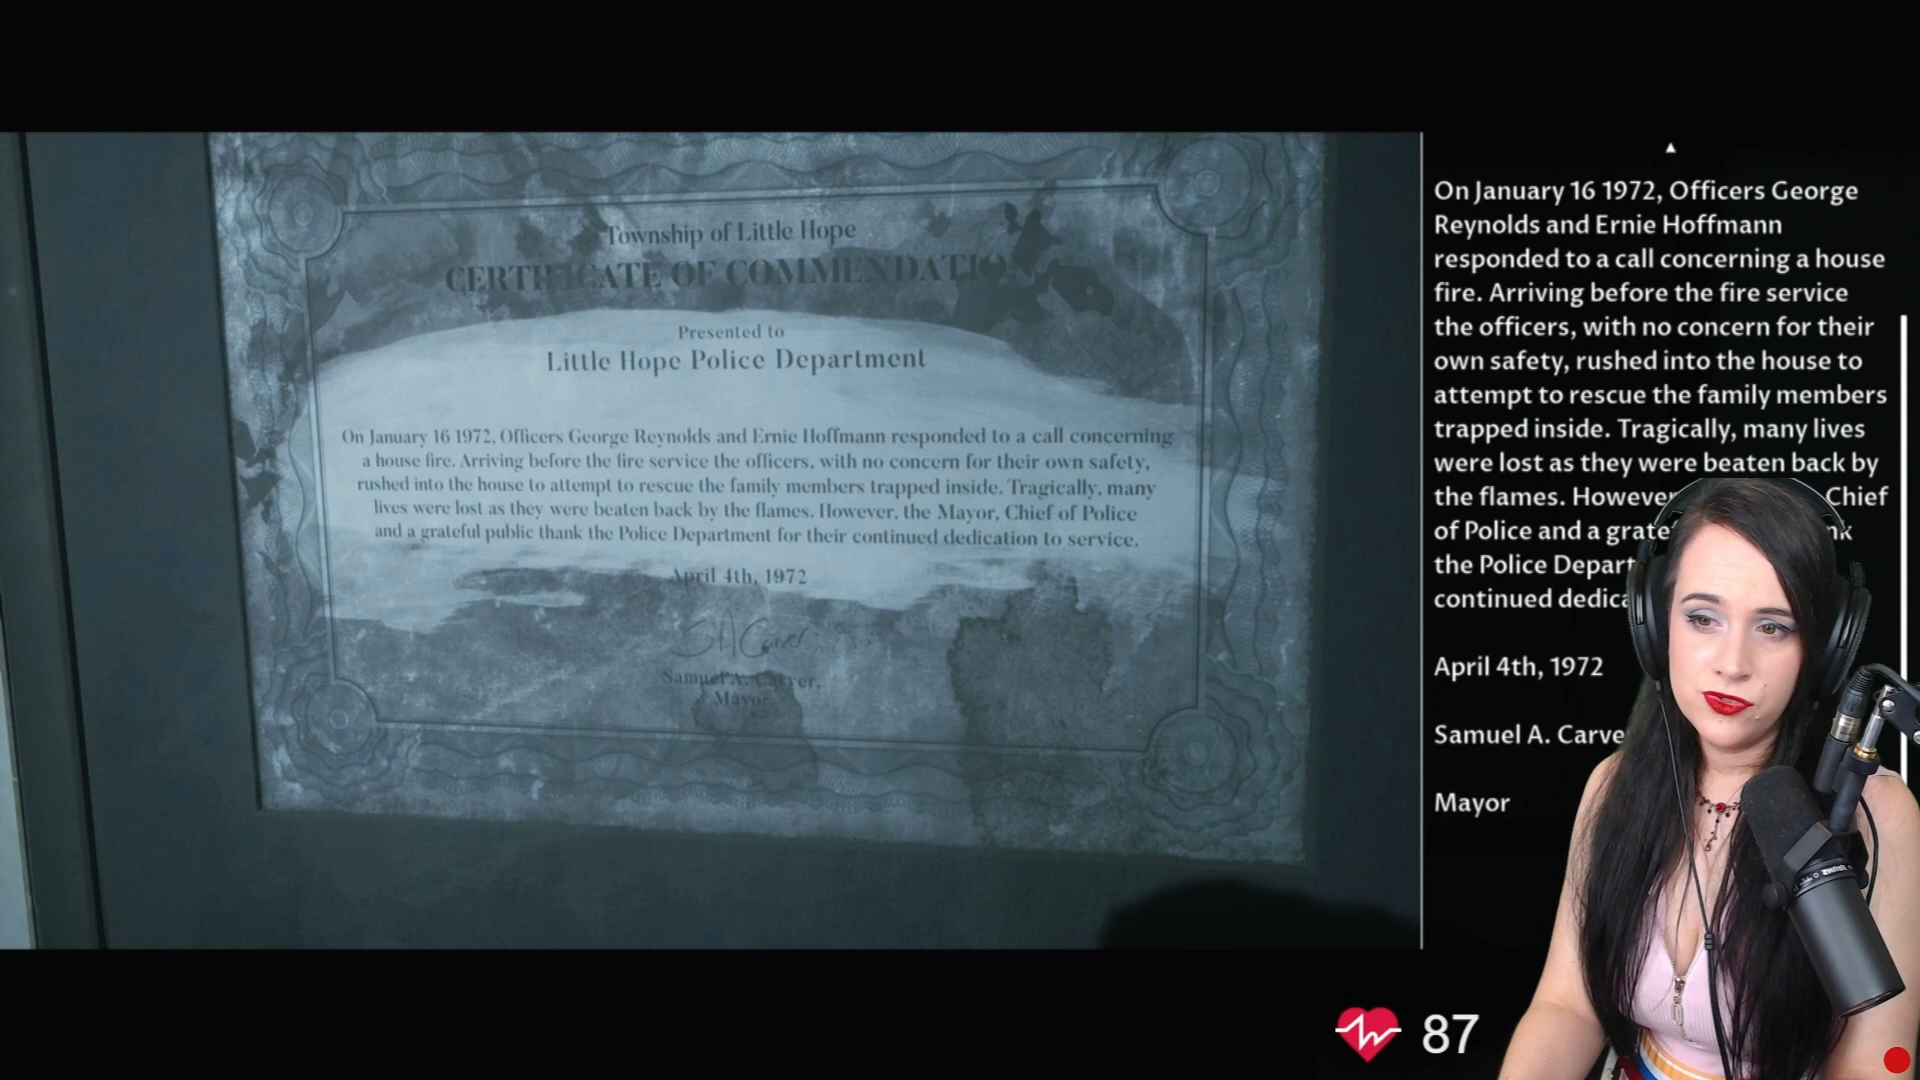 Township of Little Hope
CERTIFICATE OF COMMENDATION
Presented to
Little Hope Police Department
On January 16 1972, Officers George Reynolds and Ernie Hoffmann responded to a call concerning
a house fire. Arriving before the fire service the officers, with no concern for their own safety,
rushed into the house to attempt to rescue the family members trapped inside. Tragically, many
lives were lost as they were beaten back by the flames. However, the Mayor, Chief of Police
and a grateful public thank the Police Department for their continued dedication to service.
April 4th, 1972
SACarver
Samuel A. Carver,
Mayor
On January 16 1972, Officers George
Reynolds and Ernie Hoffmann
responded to a call concerning a house
fire. Arriving before the fire service
the officers, with no concern for their
own safety, rushed into the house to
attempt to rescue the family members
trapped inside. Tragically, many lives
were lost as they were beaten back by
the flames. However Chief
of Police and a grate nk
the Police Depart
continued dedica
April 4th, 1972
Samuel A. Carve
Mayor
87